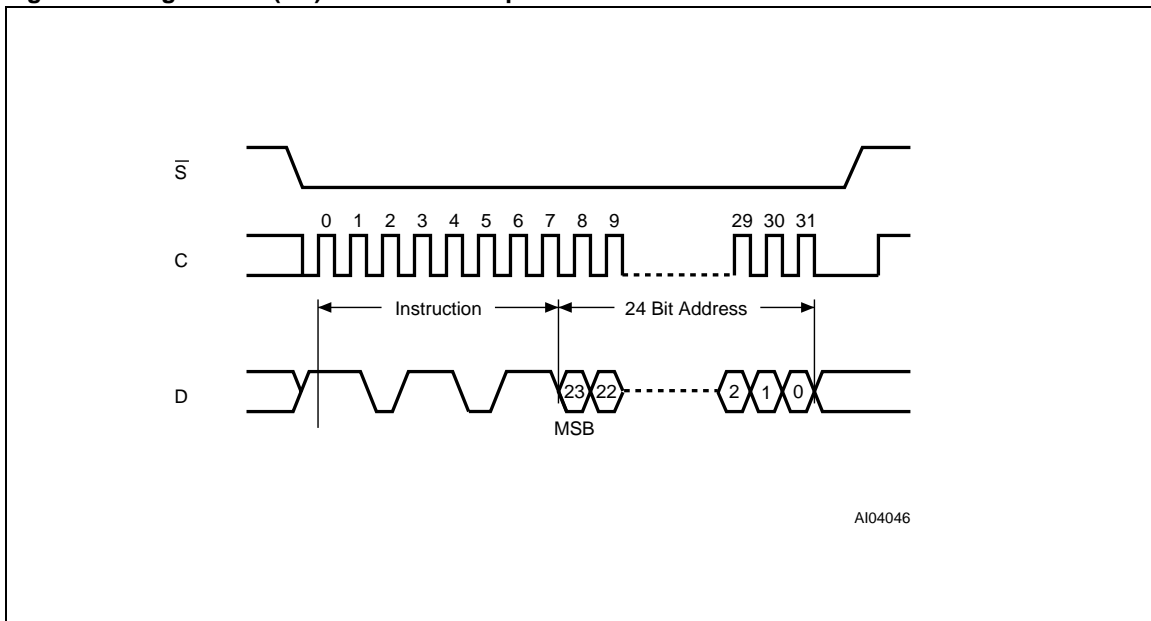 S̅
0 1 2 3 4 5 6 7 8 9 29 30 31
C
Instruction 24 Bit Address
D
23 22 2 1 0
MSB
AI04046